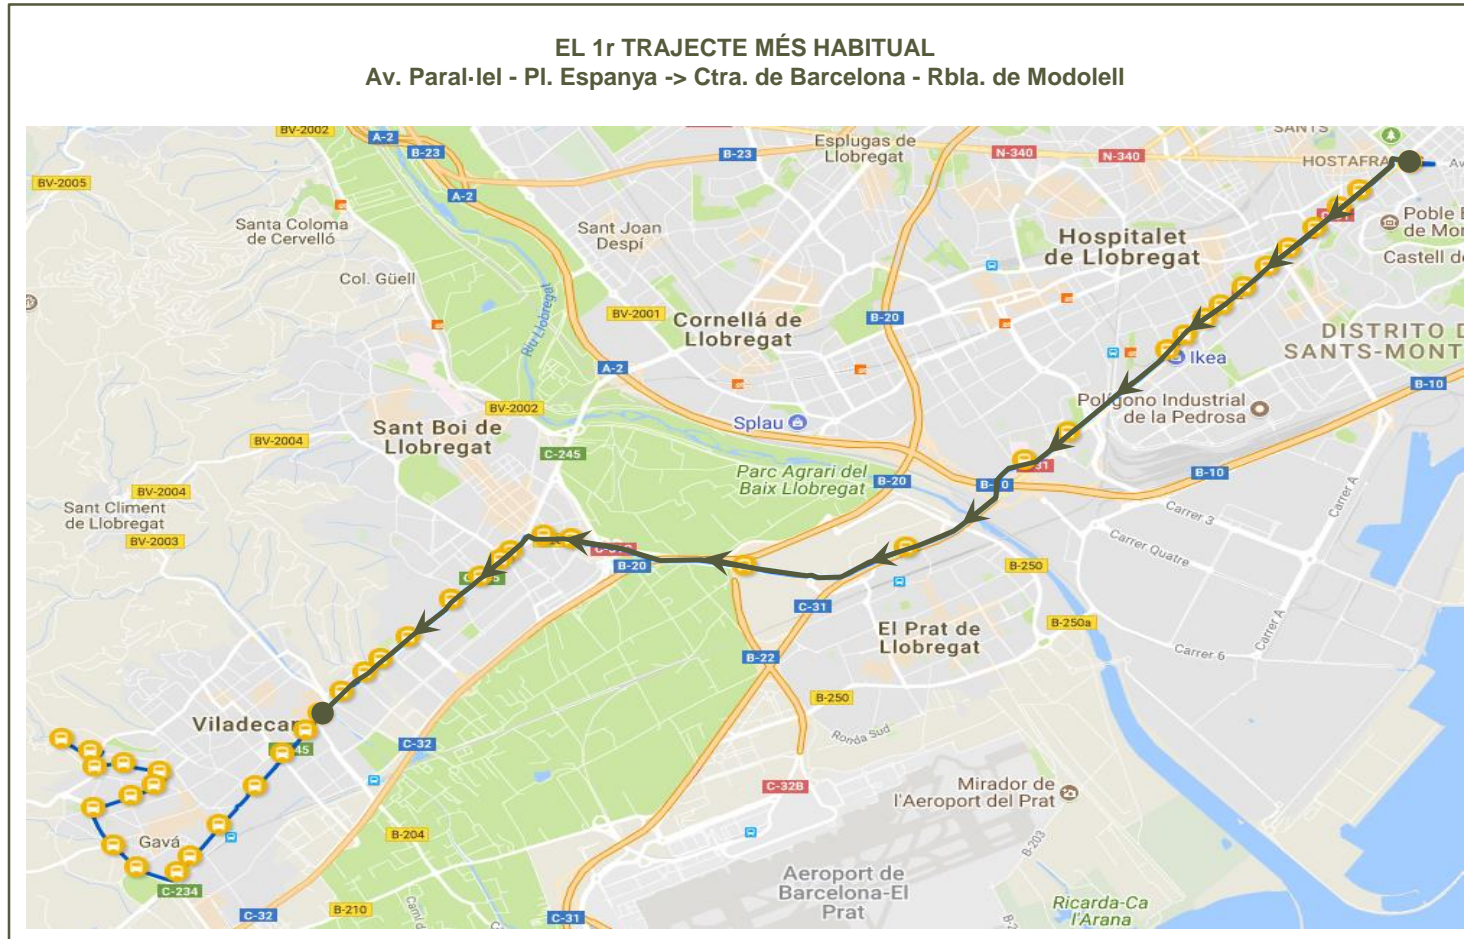 EL 1r TRAJECTE MÉS HABITUAL
Av. Paral·lel - Pl. Espanya -> Ctra. de Barcelona - Rbla. de Modolell
BV-2002
A-2
B-23
B-23
Esplugas de
Llobregat
N-340
N-340
SANTS
HOSTAFRA
Av
BV-2005
A-2
Santa Coloma
de Cervelló
Sant Joan
Despí
Hospitalet
de Llobregat
Poble E
de Mon
Castell de
Col. Güell
Riu Llobregat
BV-2001
Cornellá de
Llobregat
B-20
DISTRITO D
SANTS-MONT
Ikea
A-2
B-10
BV-2002
Polígono Industrial
de la Pedrosa
Sant Boi de
Llobregat
Splau
BV-2004
C-245
Parc Agrari del
Baix Llobregat
B-20
B-10
BV-2004
Sant Climent
de Llobregat
Carrer A
Carrer 3
BV-2003
Carrer Quatre
B-20
B-250
C-31
El Prat de
Llobregat
B-250a
Carrer A
Carrer 6
B-22
B-250
Viladecan
Ronda Sud
C-32
C-32B
Mirador de
l'Aeroport del Prat
B-204
Gavá
B-203
Aeroport de
Barcelona-El
Prat
C-234
Ricarda-Ca
l'Arana
C-32
B-210
C-31